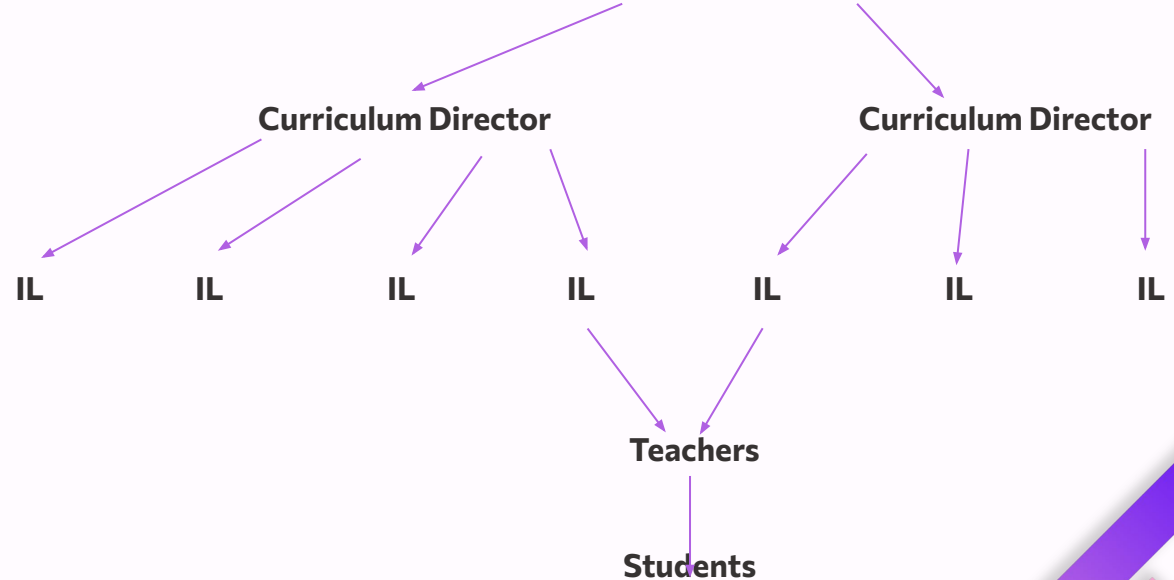 Curriculum Director Curriculum Director
IL IL IL IL IL IL IL
Teachers
Students